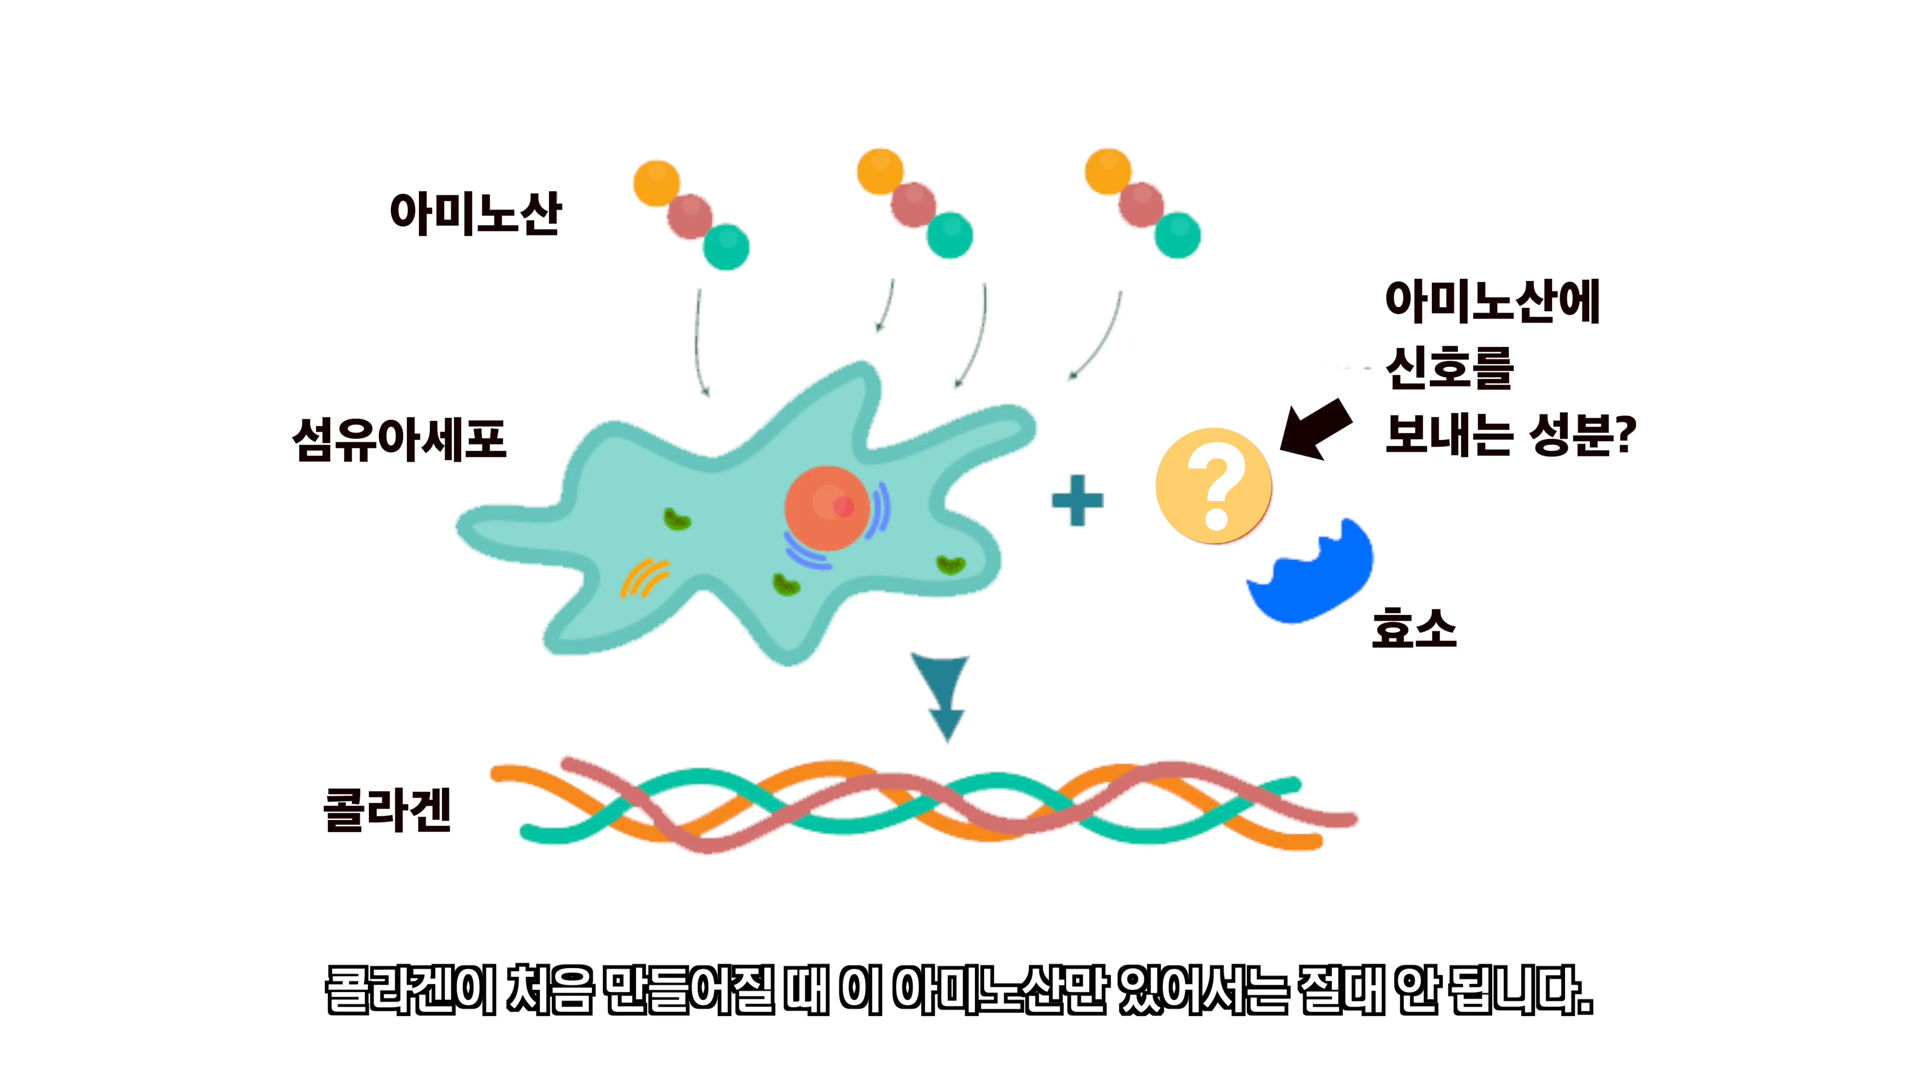 아미노산
아미노산에
신호를
보내는 성분?
섬유아세포
?
효소
콜라겐
콜라겐이 처음 만들어질 때 이 아미노산만 있어서는 절대 안 됩니다.